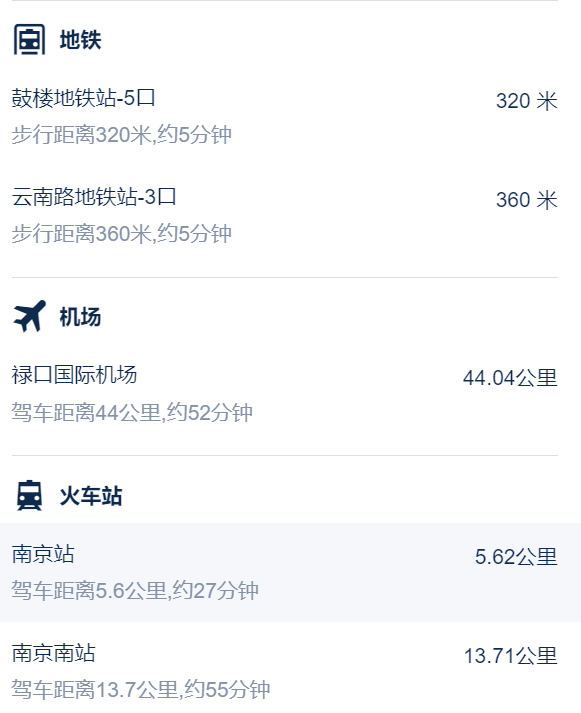 地铁
鼓楼地铁站-5口 320 米
步行距离320米,约5分钟
云南路地铁站-3口 360 米
步行距离360米,约5分钟
机场
禄口国际机场 44.04公里
驾车距离44公里,约52分钟
火车站
南京站 5.62公里
驾车距离5.6公里,约27分钟
南京南站 13.71公里
驾车距离13.7公里,约55分钟